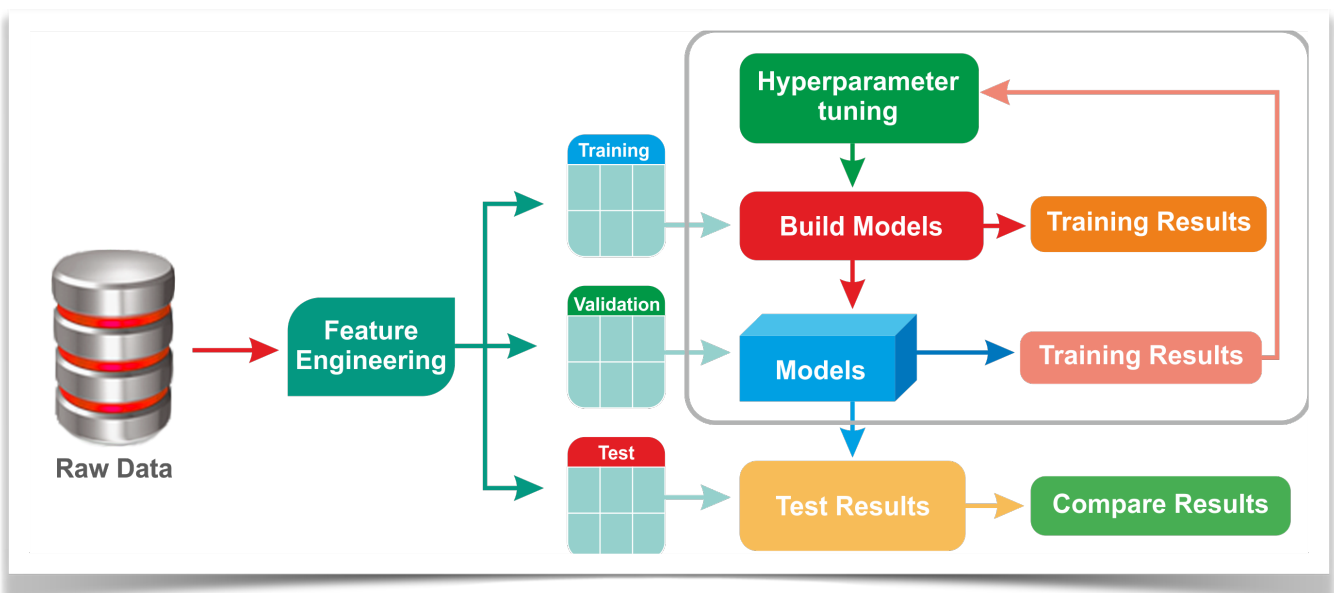 Hyperparameter
tuning
Training
Build Models
Training Results
Validation
Feature
Engineering
Models
Training Results
Raw Data
Test
Test Results
Compare Results